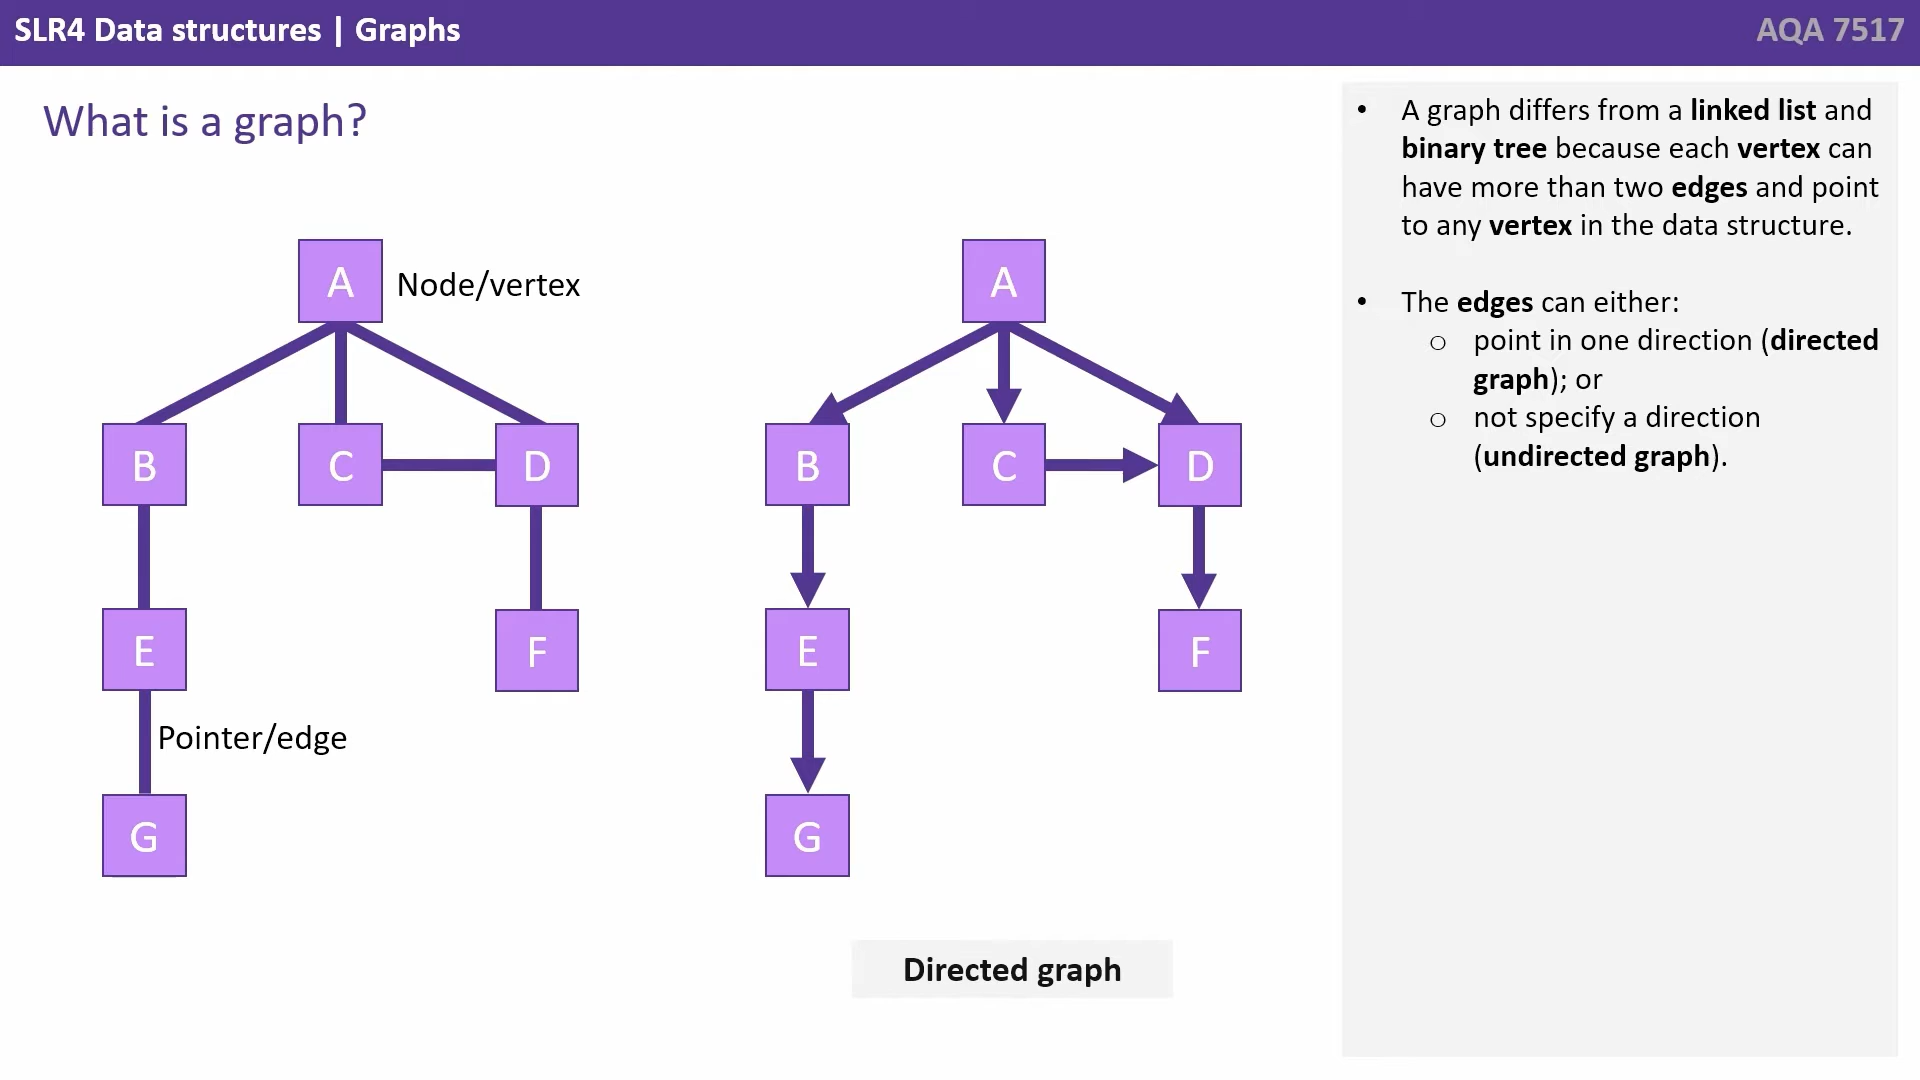 SLR4 Data structures | Graphs
AQA 7517
What is a graph?
A
Node/vertex
B
C
D
E
F
Pointer/edge
G
A
B
C
D
E
F
G
Directed graph
• A graph differs from a linked list and
binary tree because each vertex can
have more than two edges and point
to any vertex in the data structure.
• The edges can either:
o point in one direction (directed
graph); or
o not specify a direction
(undirected graph).